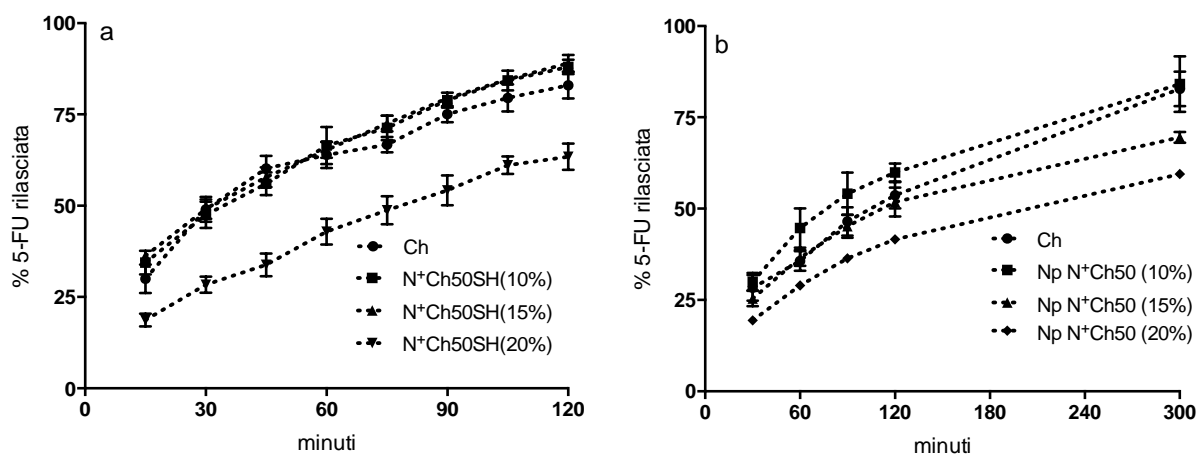 a
% 5-FU rilasciata
100
75
50
25
0
Ch
N⁺Ch50SH(10%)
N⁺Ch50SH(15%)
N⁺Ch50SH(20%)
0 30 60 90 120
minuti
b
% 5-FU rilasciata
100
75
50
25
0
Ch
Np N⁺Ch50 (10%)
Np N⁺Ch50 (15%)
Np N⁺Ch50 (20%)
0 60 120 180 240 300
minuti